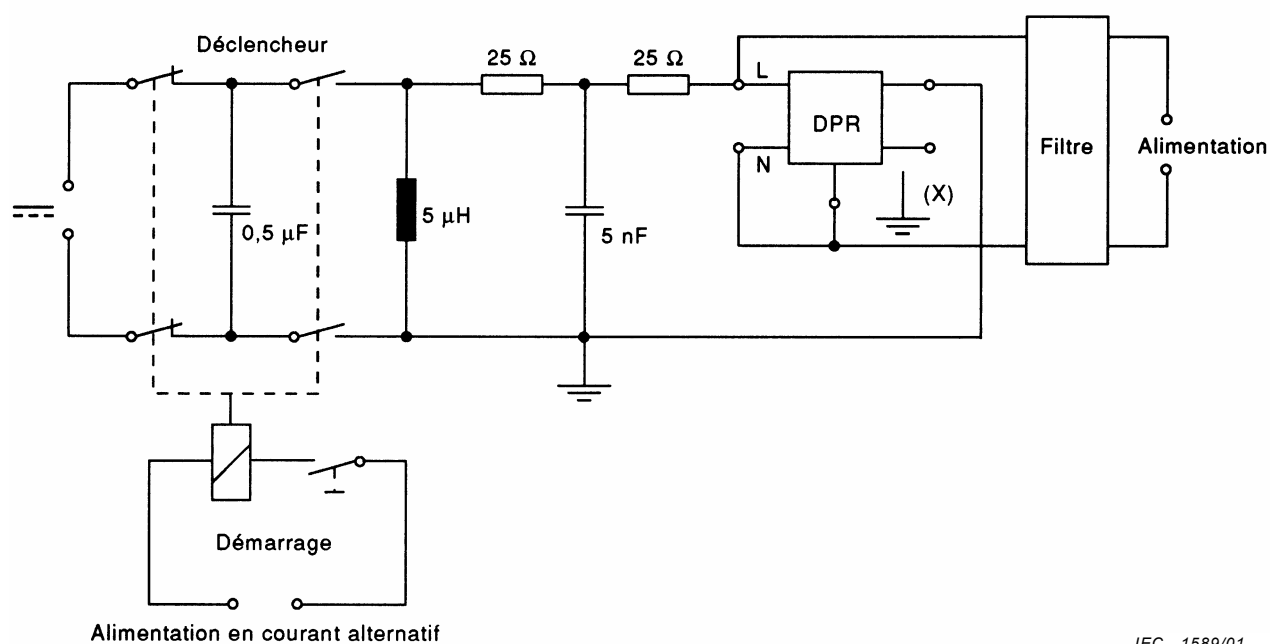 Déclencheur
25 Ω
25 Ω
L
DPR
N
(X)
Filtre
Alimentation
0,5 μF
5 μH
5 nF
Démarrage
Alimentation en courant alternatif
IEC 1589/01